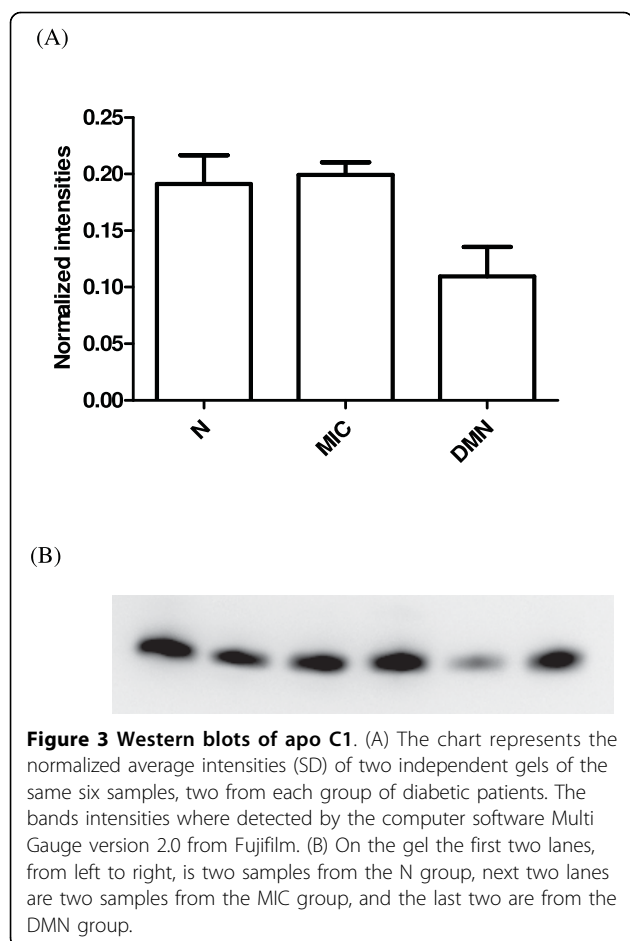 (A)
0.25
0.20
0.15
0.10
0.05
0.00
Normalized intensities
N
MIC
DMN
(B)
Figure 3 Western blots of apo C1. (A) The chart represents the
normalized average intensities (SD) of two independent gels of the
same six samples, two from each group of diabetic patients. The
bands intensities where detected by the computer software Multi
Gauge version 2.0 from Fujifilm. (B) On the gel the first two lanes,
from left to right, is two samples from the N group, next two lanes
are two samples from the MIC group, and the last two are from the
DMN group.